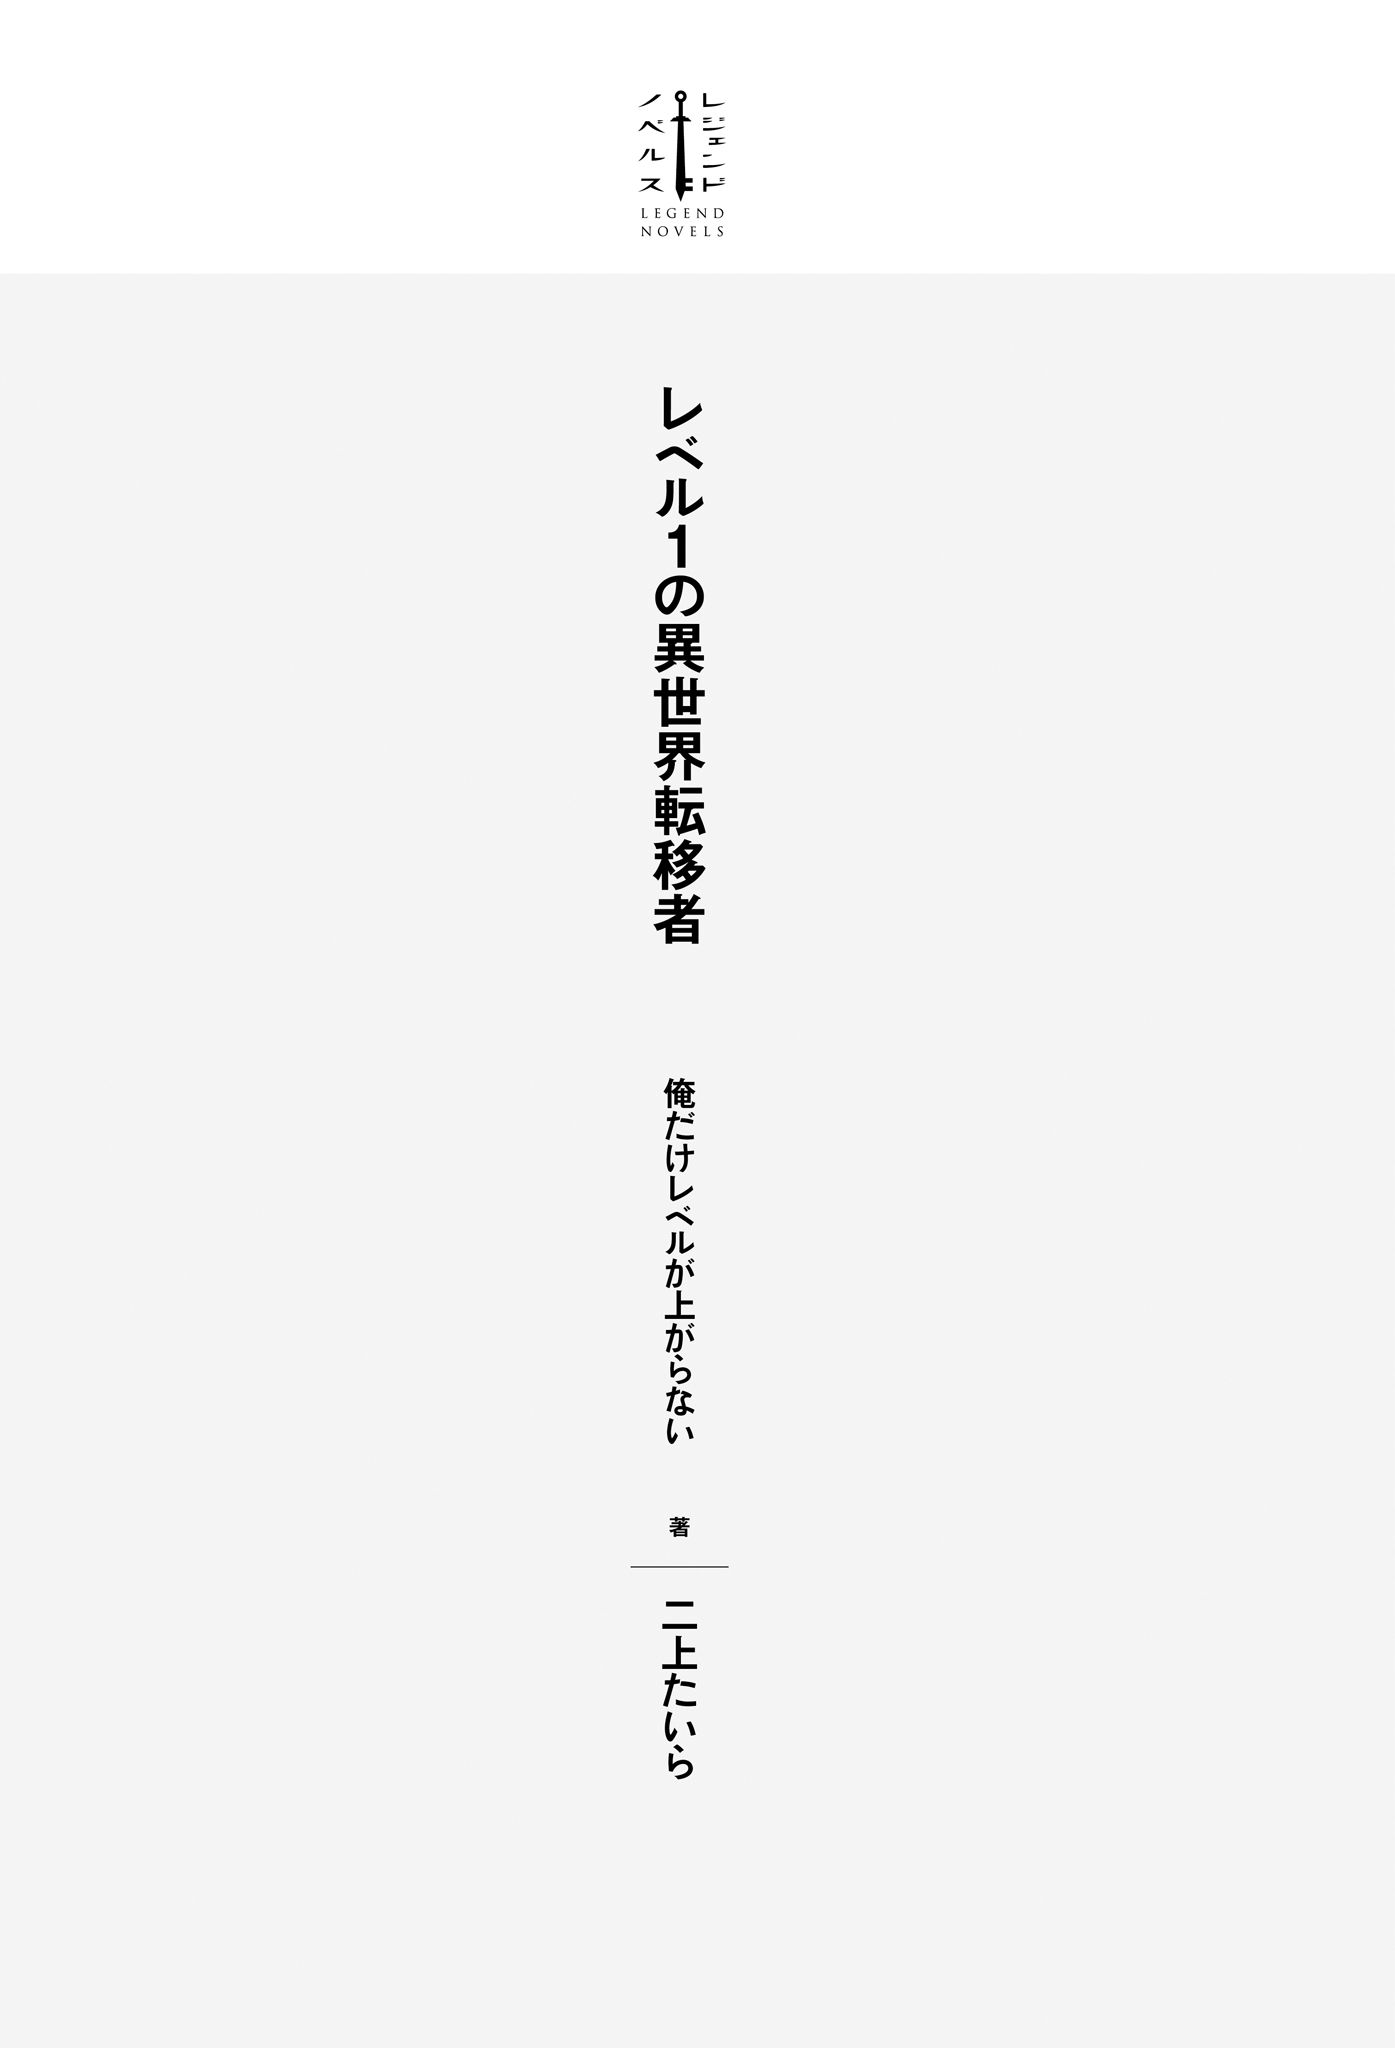 レジェンド
ノベルス
LEGEND
NOVELS
レベル1の異世界転移者
俺だけレベルが上がらない
著
二上たいら